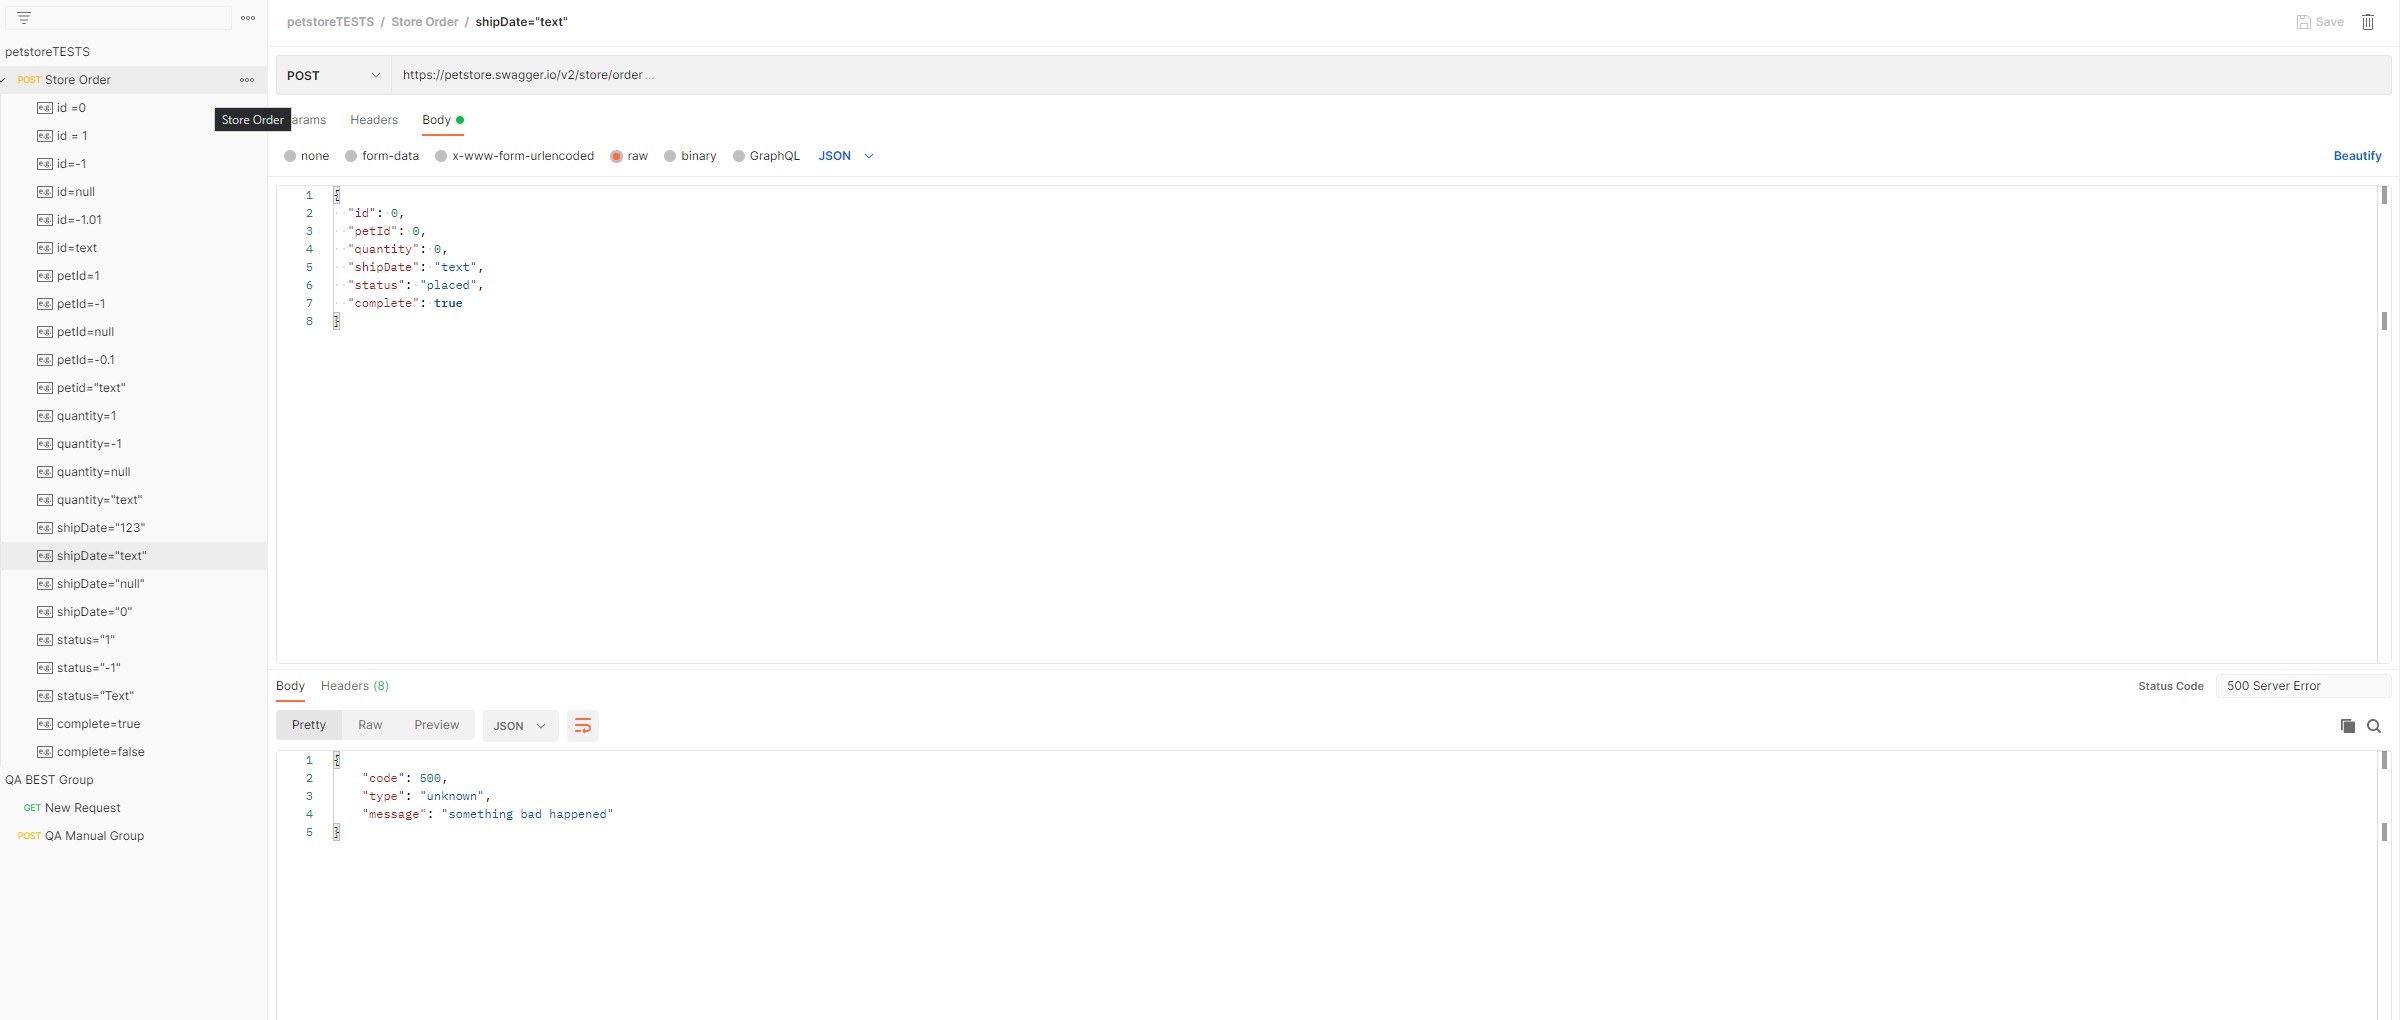 petstoreTESTS
POST Store Order
Store Order
e.g. id =0
e.g. id = 1
e.g. id=-1
e.g. id=null
e.g. id=-1.01
e.g. id=text
e.g. petId=1
e.g. petId=-1
e.g. petId=null
e.g. petId=-0.1
e.g. petid="text"
e.g. quantity=1
e.g. quantity=-1
e.g. quantity=null
e.g. quantity="text"
e.g. shipDate="123"
e.g. shipDate="text"
e.g. shipDate="null"
e.g. shipDate="0"
e.g. status="1"
e.g. status="-1"
e.g. status="Text"
e.g. complete=true
e.g. complete=false
QA BEST Group
GET New Request
POST QA Manual Group
petstoreTESTS / Store Order / shipDate="text"
Save
POST https://petstore.swagger.io/v2/store/order ...
arams Headers Body
none form-data x-www-form-urlencoded raw binary GraphQL JSON Beautify
1 {
2 "id": 0,
3 "petId": 0,
4 "quantity": 0,
5 "shipDate": "text",
6 "status": "placed",
7 "complete": true
8 }
Body Headers (8) Status Code 500 Server Error
Pretty Raw Preview JSON
1 {
2 "code": 500,
3 "type": "unknown",
4 "message": "something bad happened"
5 }